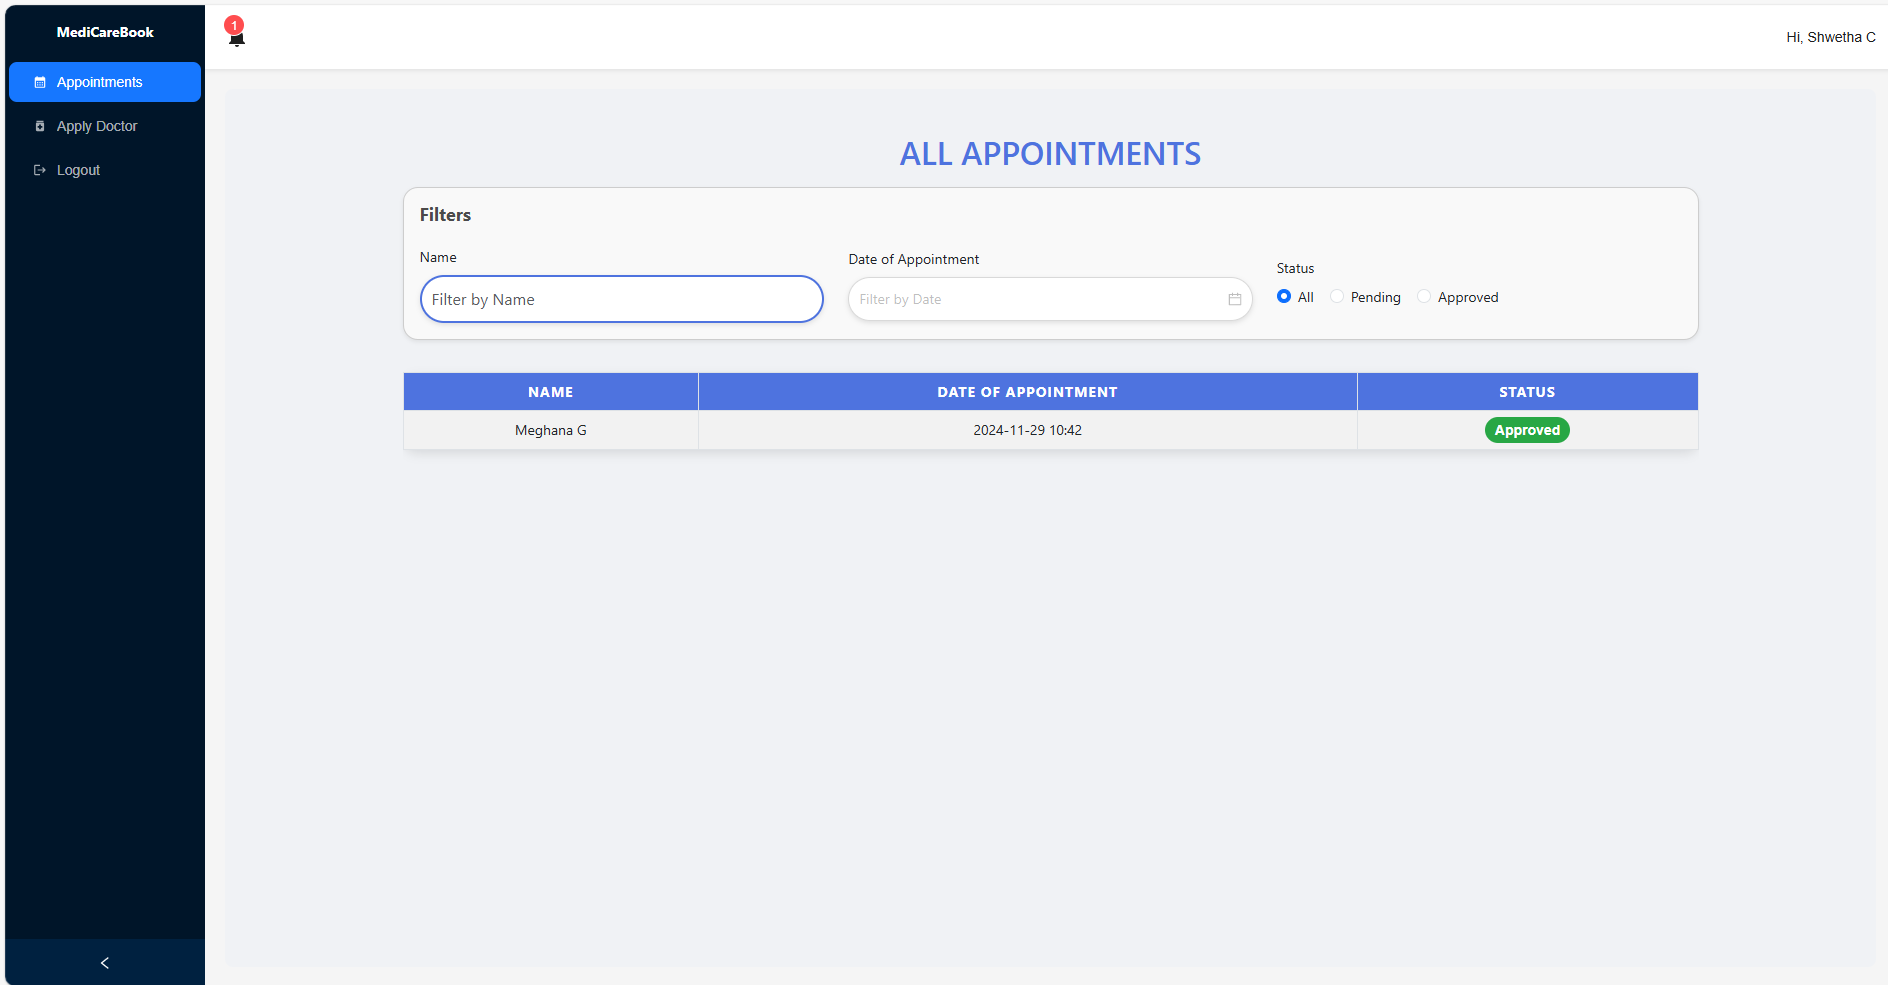 MediCareBook
Appointments
Apply Doctor
Logout
1
Hi, Shwetha C
ALL APPOINTMENTS
Filters
Name
Filter by Name
Date of Appointment
Filter by Date
Status
All Pending Approved
NAME DATE OF APPOINTMENT STATUS
Meghana G 2024-11-29 10:42 Approved